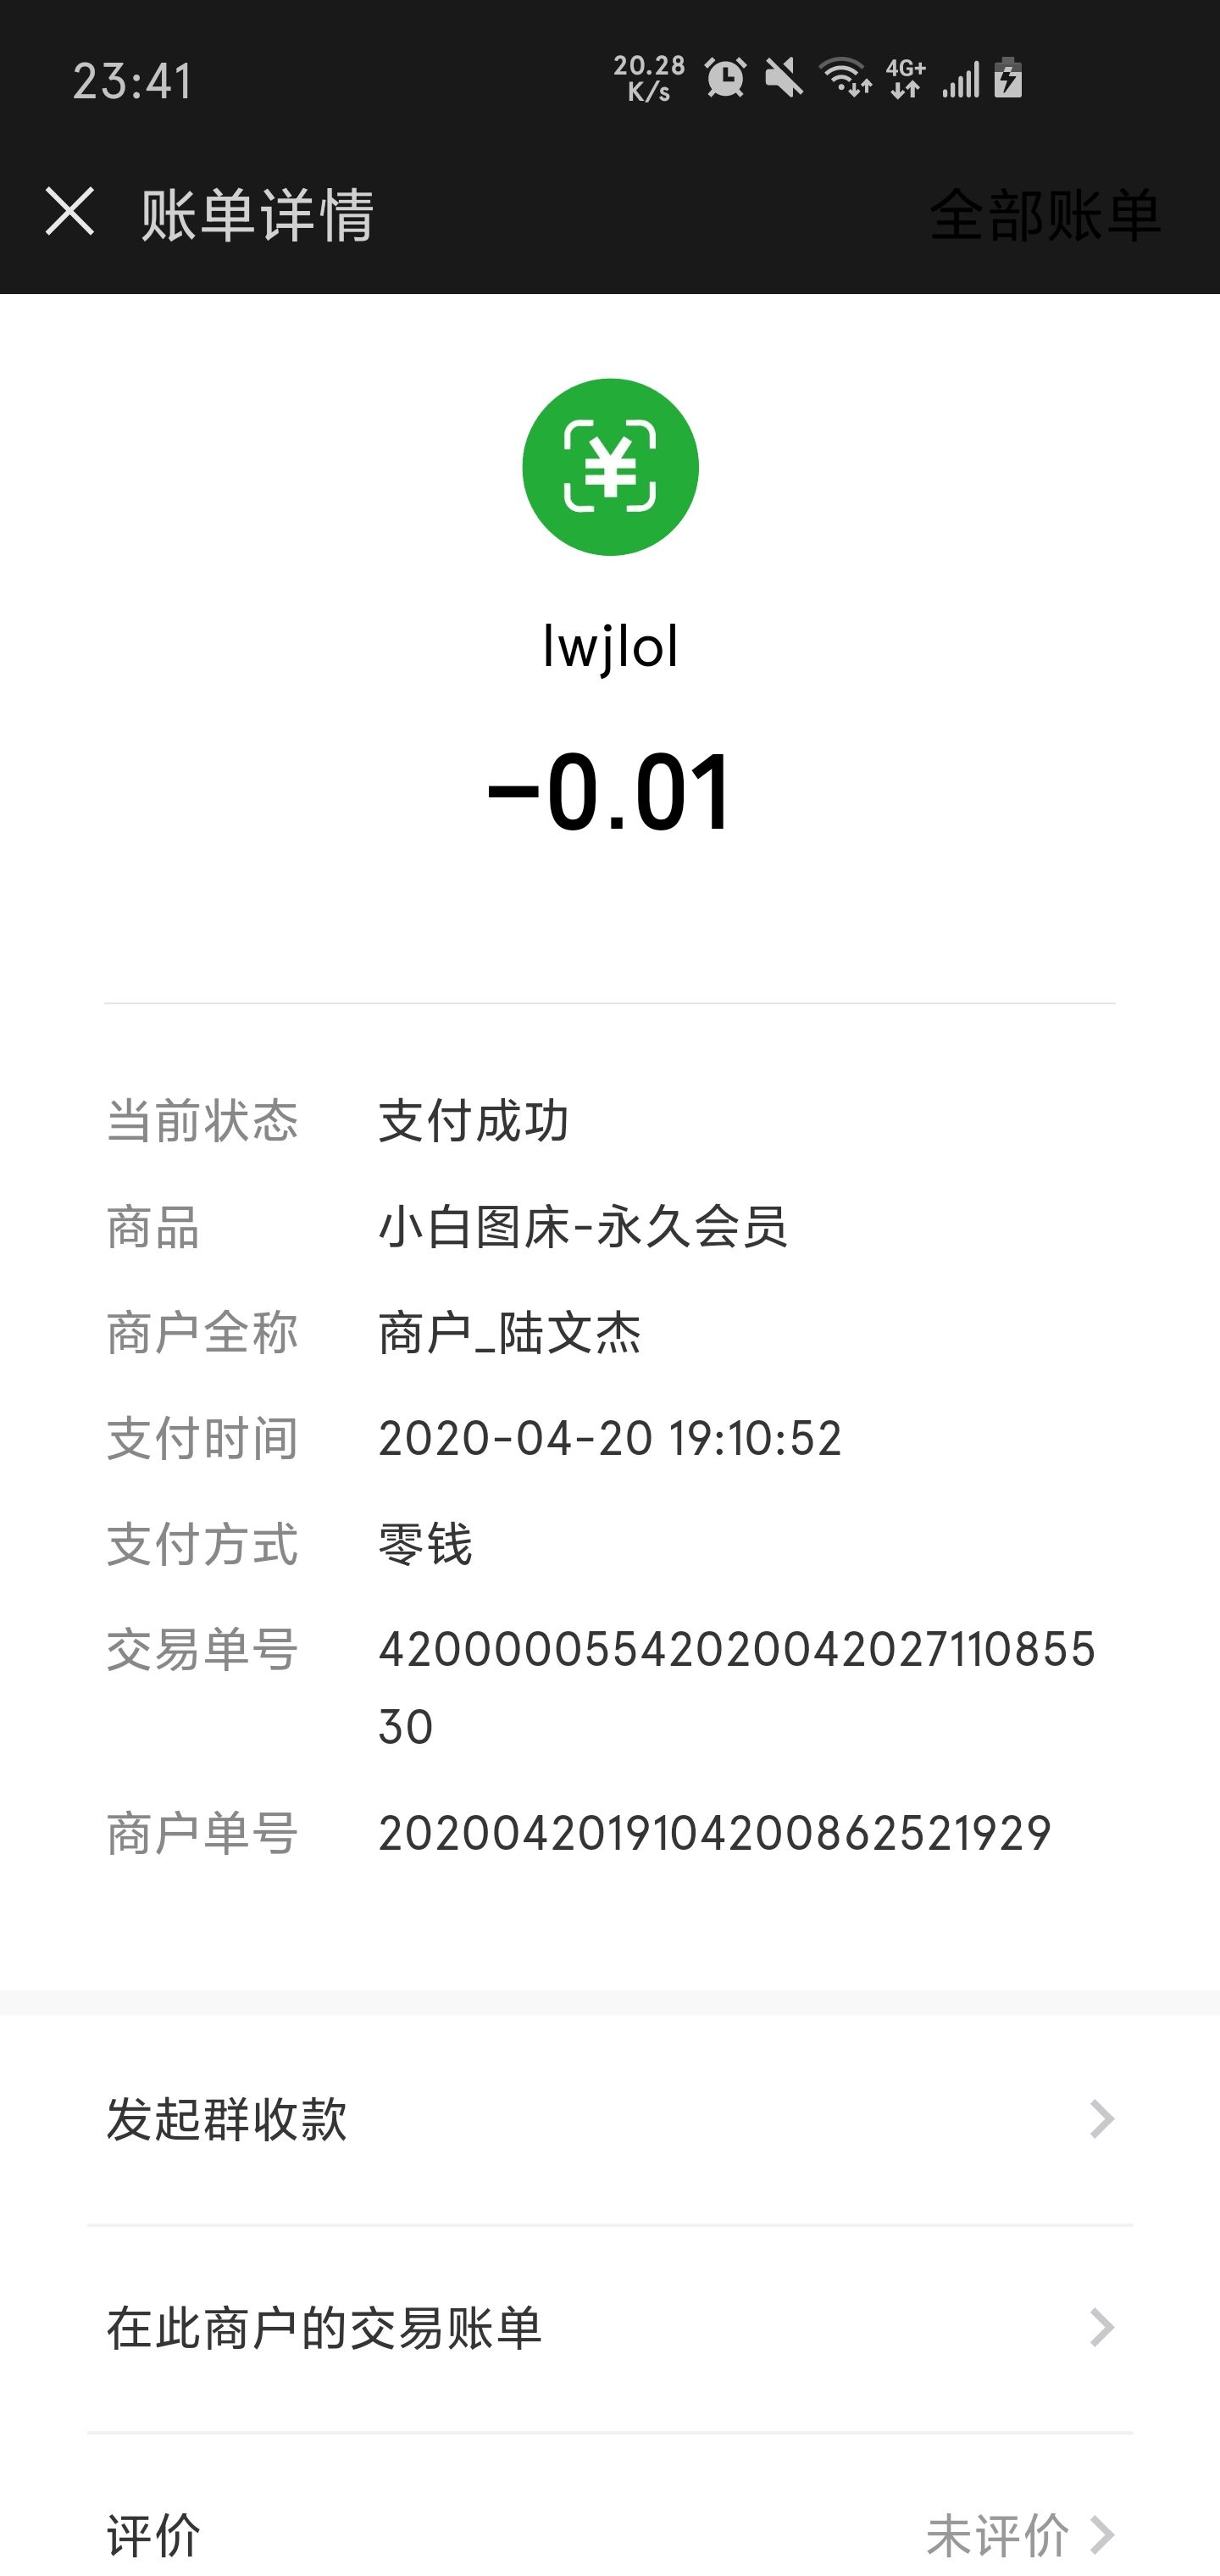 23:41
20.28
K/s
4G+
账单详情
全部账单
¥
lwjlol
-0.01
当前状态 支付成功
商品 小白图床-永久会员
商户全称 商户_陆文杰
支付时间 2020-04-20 19:10:52
支付方式 零钱
交易单号 42000005542020042027110855
30
商户单号 2020042019104200862521929
发起群收款
在此商户的交易账单
评价 未评价